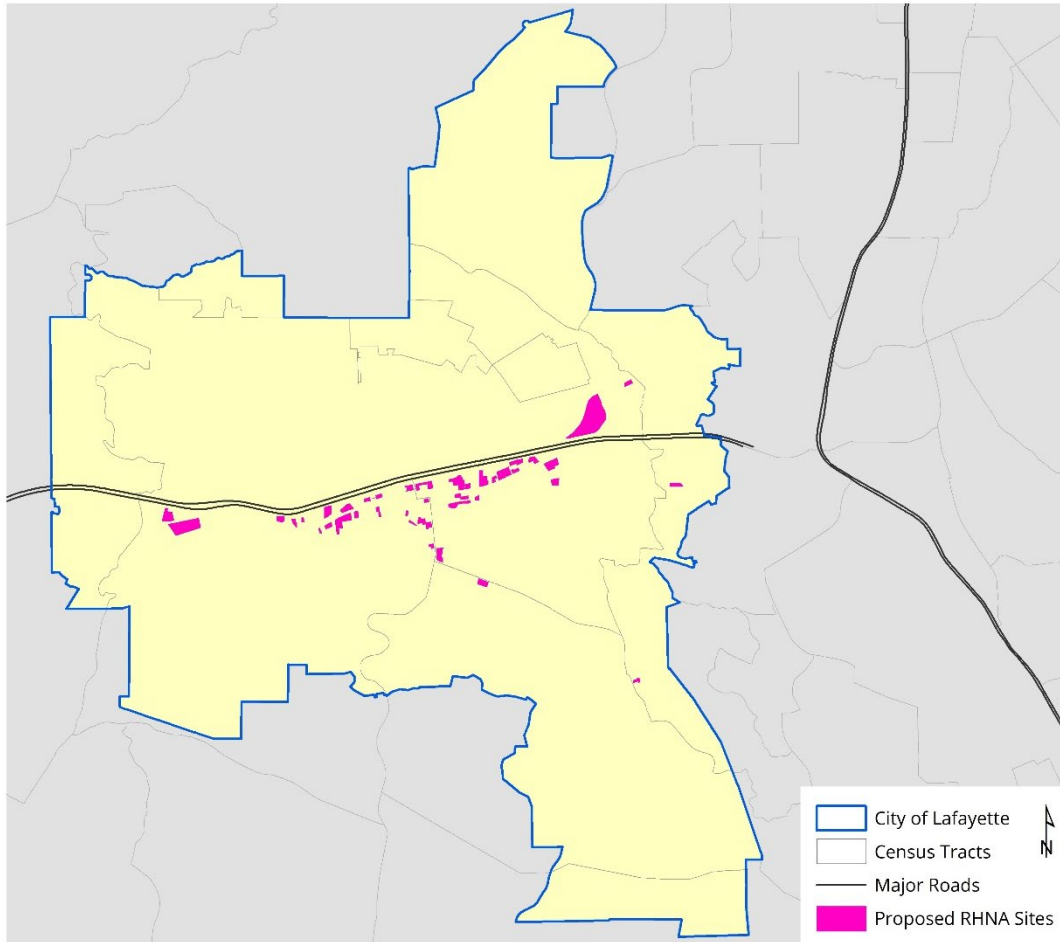 City of Lafayette
N
Census Tracts
Major Roads
Proposed RHNA Sites